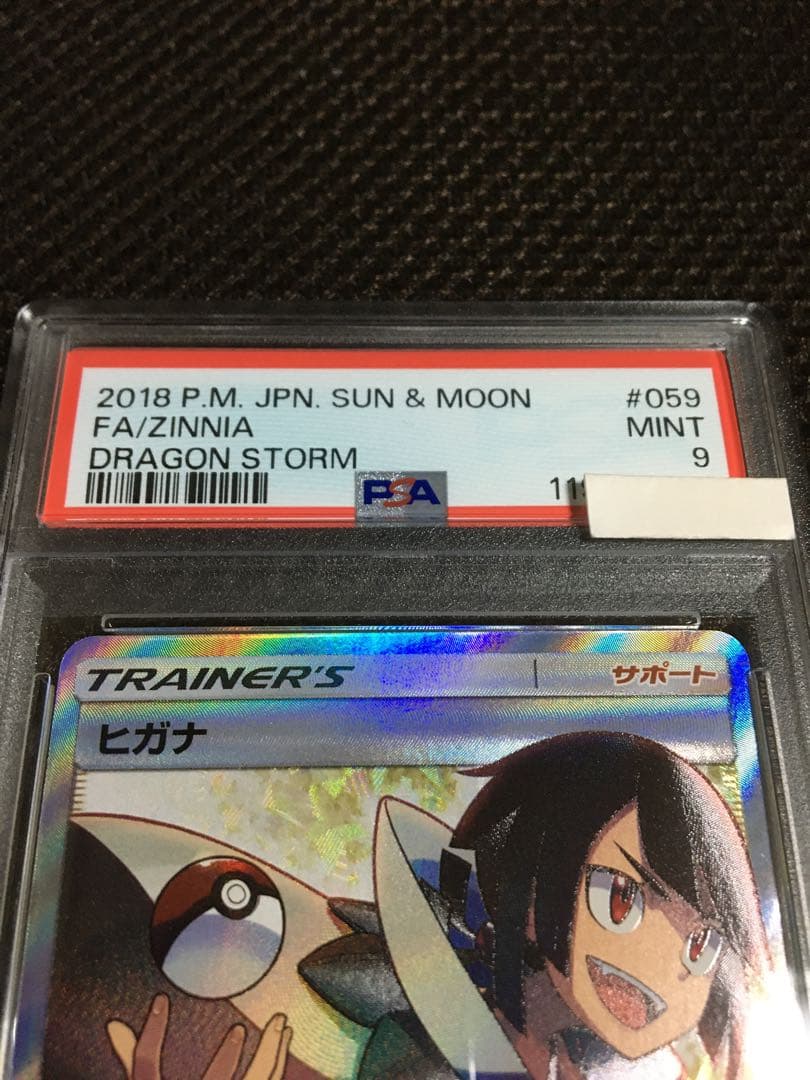 2018 P.M. JPN. SUN & MOON #059
FA/ZINNIA MINT
DRAGON STORM 9
PSA
TRAINER'S サポート
ヒガナ